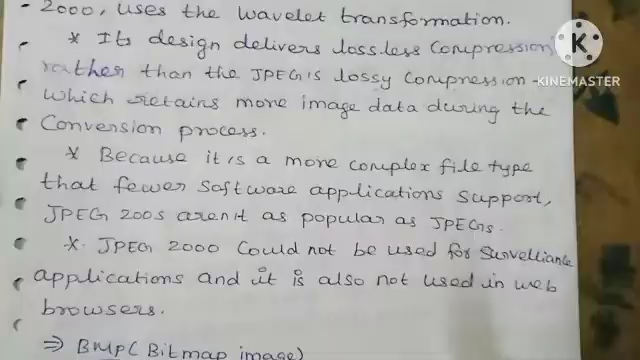 2000, uses the wavelet transformation.
* Its design delivers lossless compression
rather than the JPEG's lossy compression
which retains more image data during the
conversion process.
* Because it is a more complex file type
that fewer software applications support,
JPEG 200s aren't as popular as JPEGs.
* JPEG 2000 could not be used for Survelliance
applications and it is also not used in web
browsers.
⇒ BMP (Bitmap image)
K
KINEMASTER